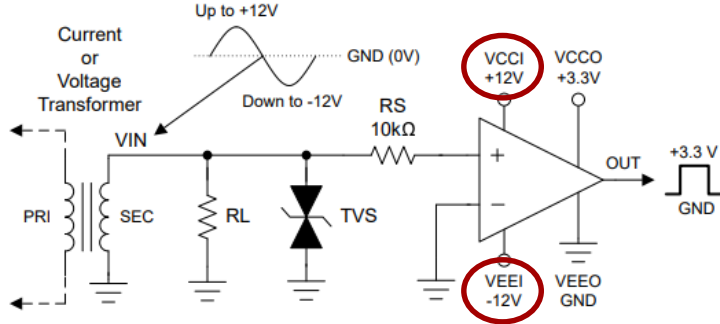 Up to +12V
Current
or
Voltage
Transformer
GND (0V)
Down to -12V
VIN
PRI
SEC
RL
TVS
RS
10kΩ
VCCI
+12V
VCCO
+3.3V
+
−
OUT
VEEI
-12V
VEEO
GND
+3.3 V
GND